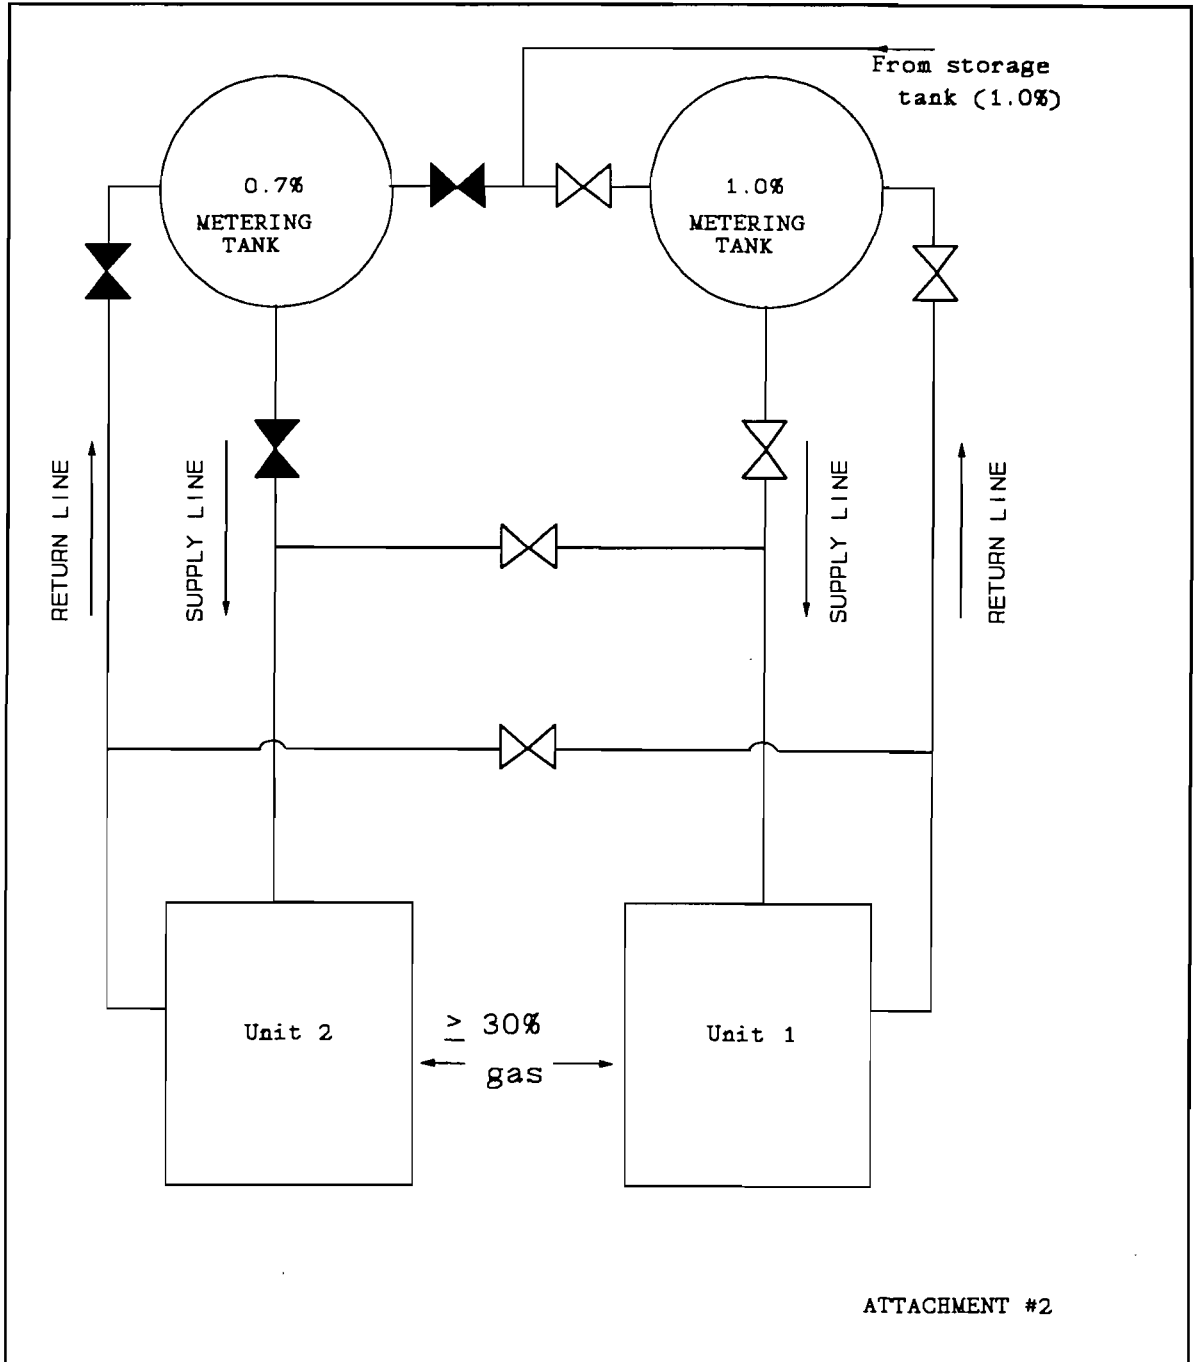 From storage
tank (1.0%)
0.7%
METERING
TANK
1.0%
METERING
TANK
RETURN LINE
SUPPLY LINE
SUPPLY LINE
RETURN LINE
Unit 2
≥ 30%
gas
Unit 1
ATTACHMENT #2